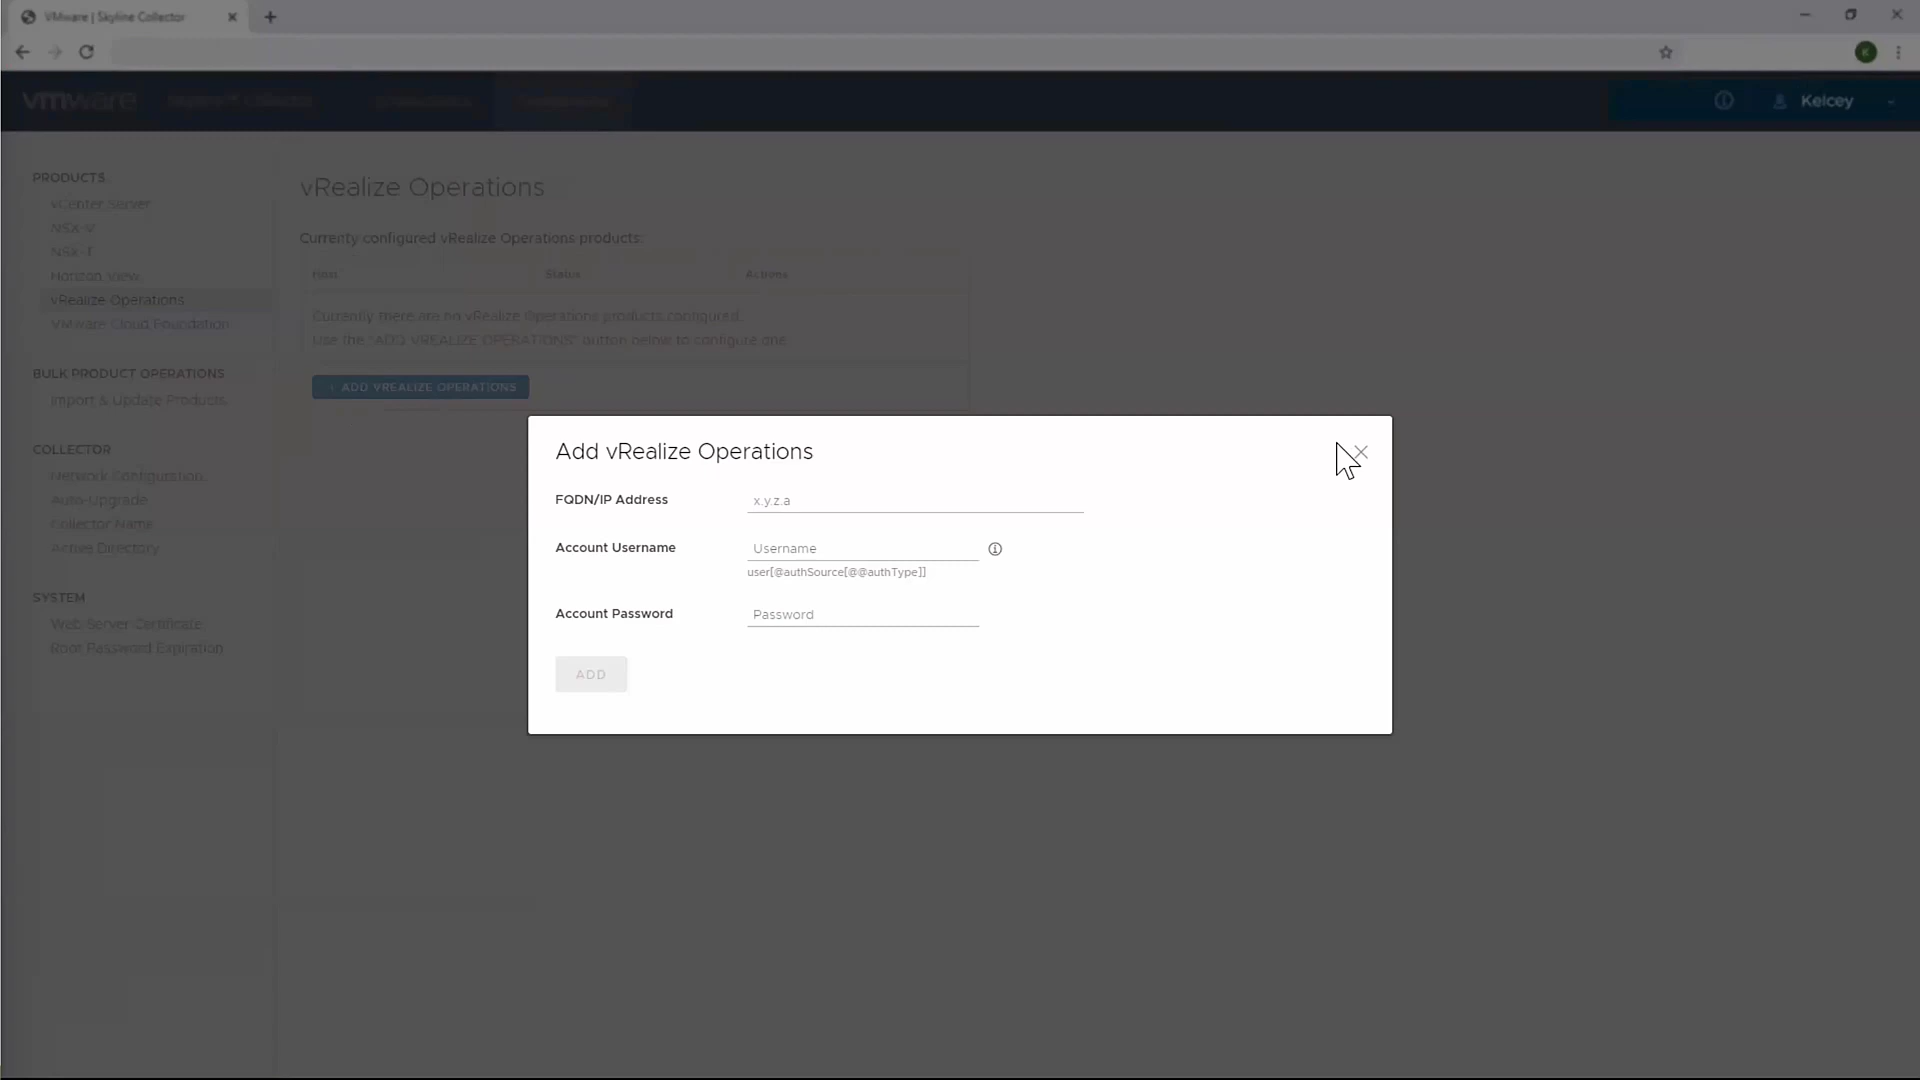 VMware | Skyline Collector
K
vmware
Kelcey
PRODUCTS
vCenter Server
NSX-V
NSX-T
Horizon View
vRealize Operations
VMware Cloud Foundation
BULK PRODUCT OPERATIONS
Import & Update Products
COLLECTOR
Network Configuration
Auto-Upgrade
Collector Name
Active Directory
SYSTEM
Web Server Certificate
Root Password Expiration
vRealize Operations
Currently configured vRealize Operations products:
Host Status Actions
Currently there are no vRealize Operations products configured.
Use the "ADD VREALIZE OPERATIONS" button below to configure one
ADD VREALIZE OPERATIONS
Add vRealize Operations
FQDN/IP Address x.y.z.a
Account Username Username
user[@authSource[@@authType]]
Account Password Password
ADD